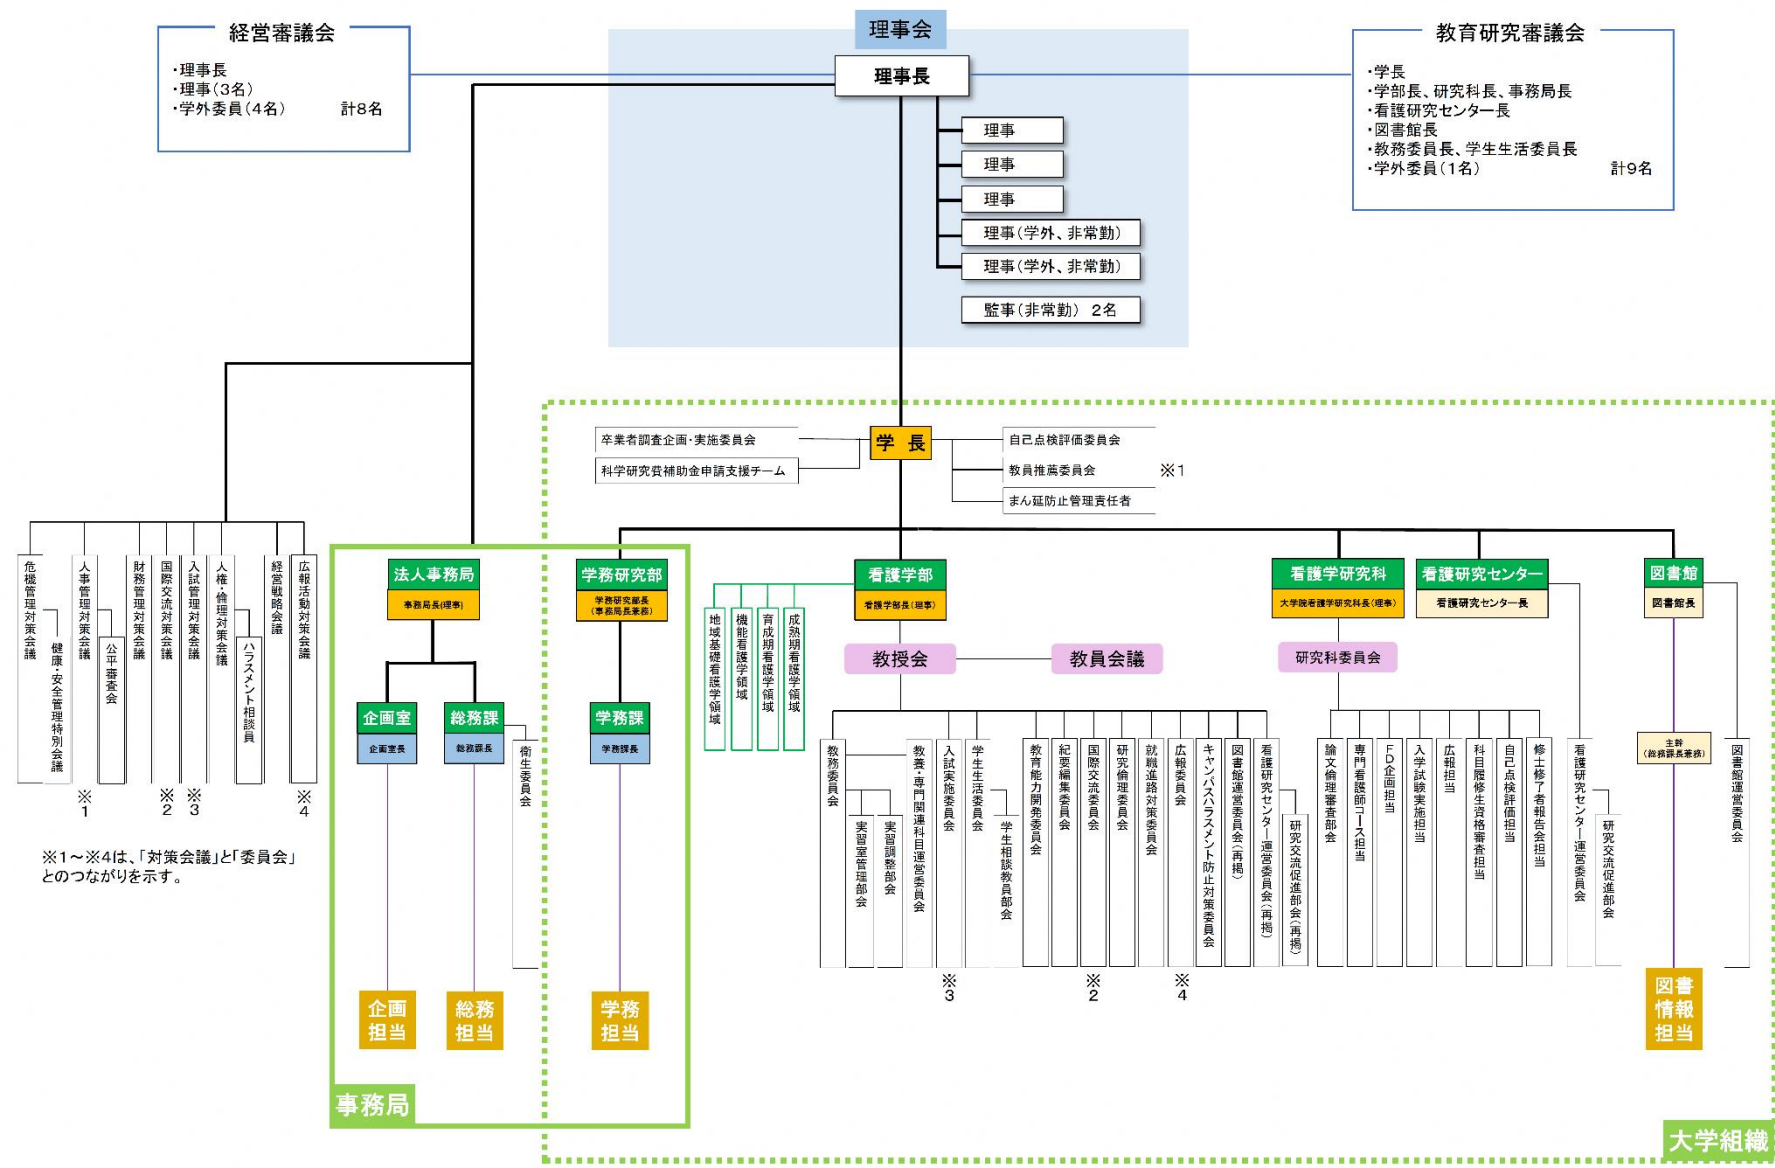 経営審議会
・理事長
・理事(3名)
・学外委員(4名)　計8名
理事会
理事長
理事
理事
理事
理事(学外、非常勤)
理事(学外、非常勤)
監事(非常勤)　2名
教育研究審議会
・学長
・学部長、研究科長、事務局長
・看護研究センター長
・図書館長
・教務委員長、学生生活委員長
・学外委員(1名)　計9名
学 長
卒業者調査企画・実施委員会
科学研究費補助金申請支援チーム
自己点検評価委員会
教員推薦委員会　※1
まん延防止管理責任者
危機管理対策会議
健康・安全管理特別会議
人事管理対策会議
※1
公平審査会
財務管理対策会議
国際交流対策会議
※2
入試管理対策会議
※3
人権・倫理対策会議
ハラスメント相談員
経営戦略会議
広報活動対策会議
※4
※1～※4は、「対策会議」と「委員会」
とのつながりを示す。
法人事務局
事務局長(理事)
企画室
企画室長
総務課
総務課長
衛生委員会
企画
担当
総務
担当
学務研究部
学務研究部長
(事務局長兼務)
学務課
学務課長
学務
担当
事務局
看護学部
看護学部長(理事)
地域基礎看護学領域
機能看護学領域
育成期看護学領域
成熟期看護学領域
教授会
教員会議
教務委員会
実習室管理部会
実習調整部会
教養・専門関連科目運営委員会
入試実施委員会
※3
学生生活委員会
学生相談教員部会
教育能力開発委員会
紀要編集委員会
国際交流委員会
※2
研究倫理委員会
就職進路対策委員会
広報委員会
※4
キャンパスハラスメント防止対策委員会
図書館運営委員会(再掲)
看護研究センター運営委員会(再掲)
研究交流促進部会(再掲)
看護学研究科
大学院看護学研究科長(理事)
研究科委員会
論文倫理審査部会
専門看護師コース担当
FD企画担当
入学試験実施担当
広報担当
科目履修生資格審査担当
自己点検評価担当
修士修了者報告会担当
看護研究センター
看護研究センター長
看護研究センター運営委員会
研究交流促進部会
図書館
図書館長
主幹
(総務課長兼務)
図書館運営委員会
図書
情報
担当
大学組織